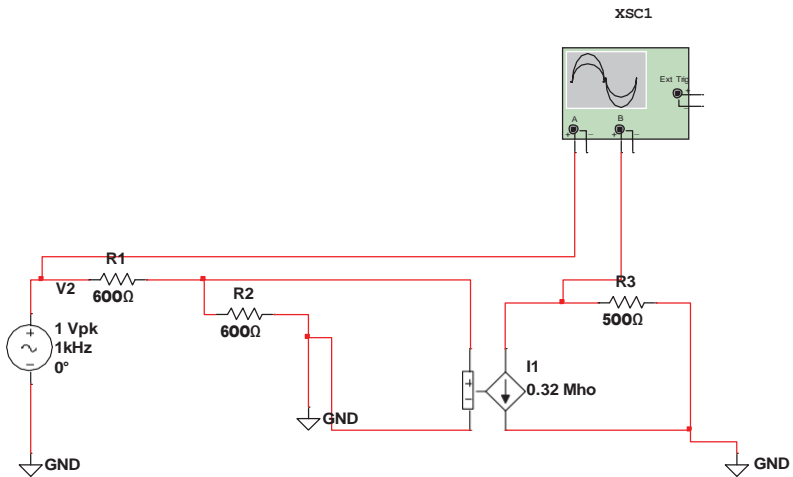 XSC1
Ext Trig
+
–
A
B
+
–
+
–
R1
V2
600Ω
R2
600Ω
R3
500Ω
+
–
1 Vpk
1kHz
0°
+
–
I1
0.32 Mho
GND
GND
GND